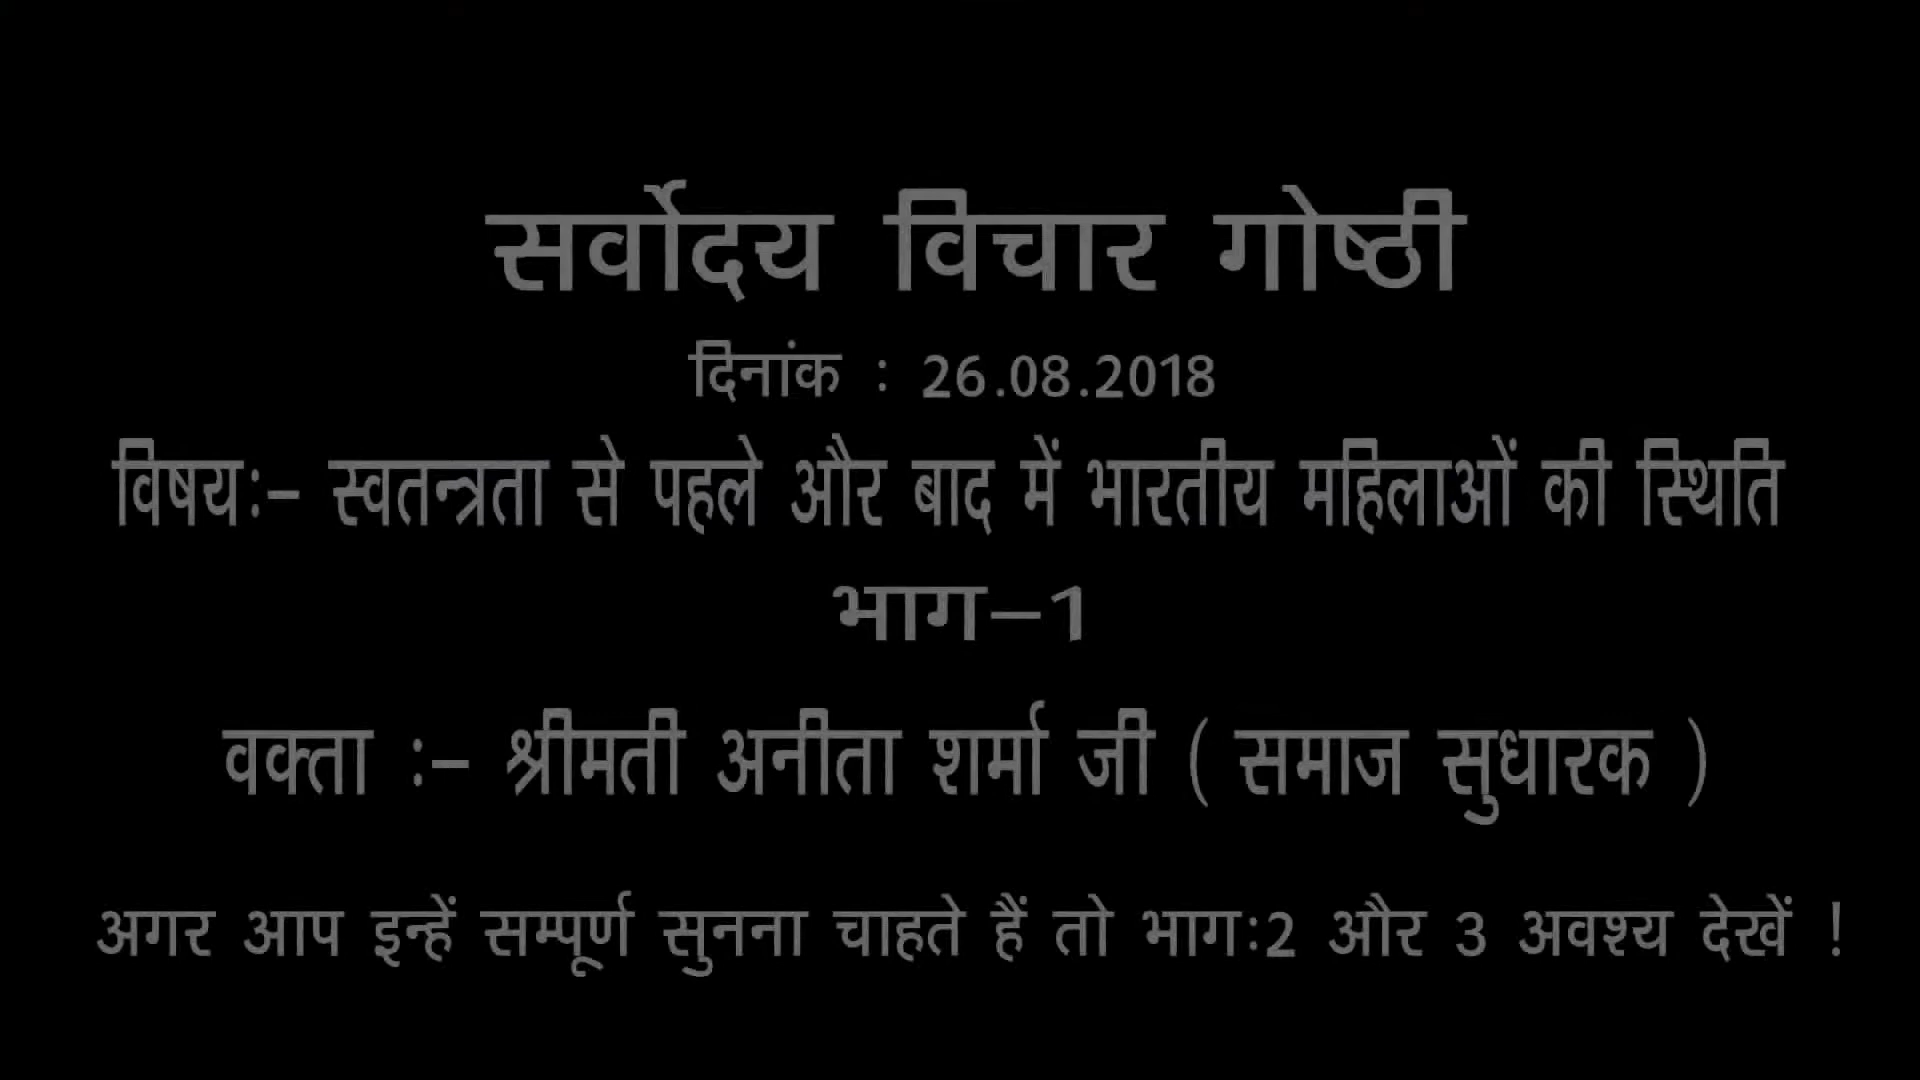 सर्वोदय विचार गोष्ठी
दिनांक : 26.08.2018
विषय:- स्वतन्त्रता से पहले और बाद में भारतीय महिलाओं की स्थिति
भाग-1
वक्ता :- श्रीमती अनीता शर्मा जी ( समाज सुधारक )
अगर आप इन्हें सम्पूर्ण सुनना चाहते हैं तो भाग:2 और 3 अवश्य देखें !